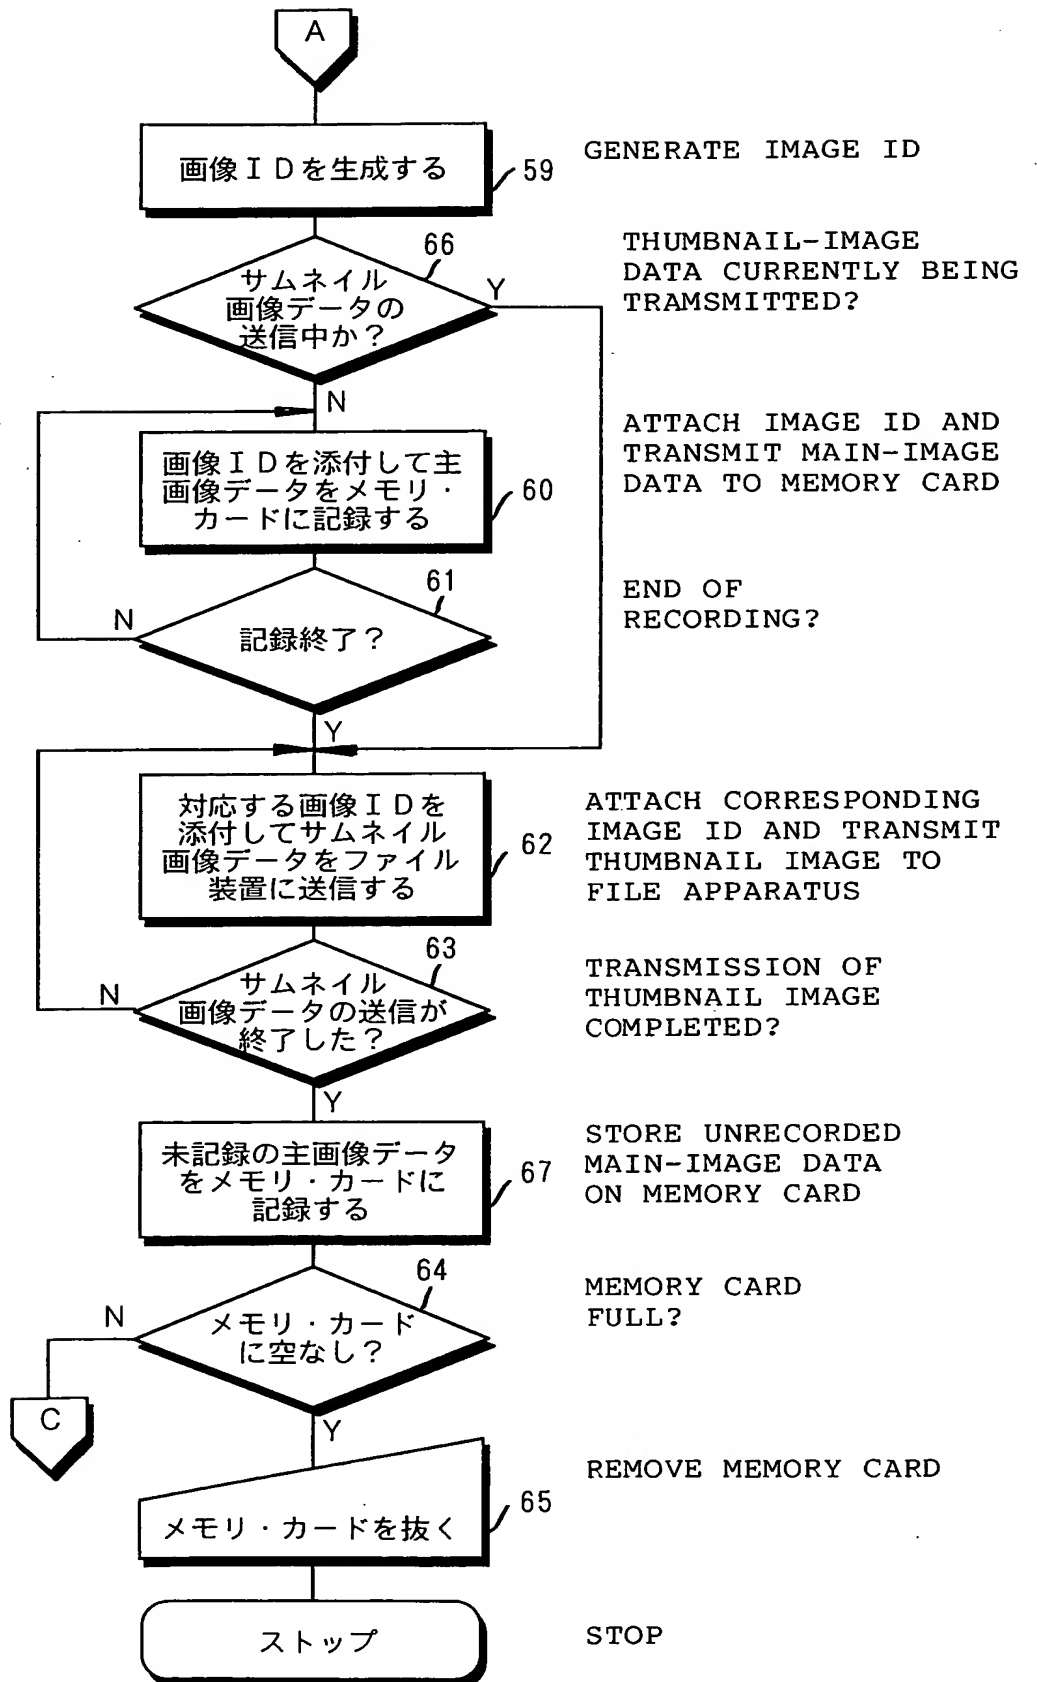 A
画像ＩＤを生成する
59
GENERATE IMAGE ID
66
サムネイル
画像データの
送信中か？
Y
N
THUMBNAIL-IMAGE
DATA CURRENTLY BEING
TRAMSMITTED?
画像ＩＤを添付して主
画像データをメモリ・
カードに記録する
60
ATTACH IMAGE ID AND
TRANSMIT MAIN-IMAGE
DATA TO MEMORY CARD
61
N
記録終了？
Y
END OF
RECORDING?
対応する画像ＩＤを
添付してサムネイル
画像データをファイル
装置に送信する
62
ATTACH CORRESPONDING
IMAGE ID AND TRANSMIT
THUMBNAIL IMAGE TO
FILE APPARATUS
63
N
サムネイル
画像データの送信が
終了した？
Y
TRANSMISSION OF
THUMBNAIL IMAGE
COMPLETED?
未記録の主画像データ
をメモリ・カードに
記録する
67
STORE UNRECORDED
MAIN-IMAGE DATA
ON MEMORY CARD
64
N
メモリ・カード
に空なし？
Y
MEMORY CARD
FULL?
C
メモリ・カードを抜く
65
REMOVE MEMORY CARD
ストップ
STOP